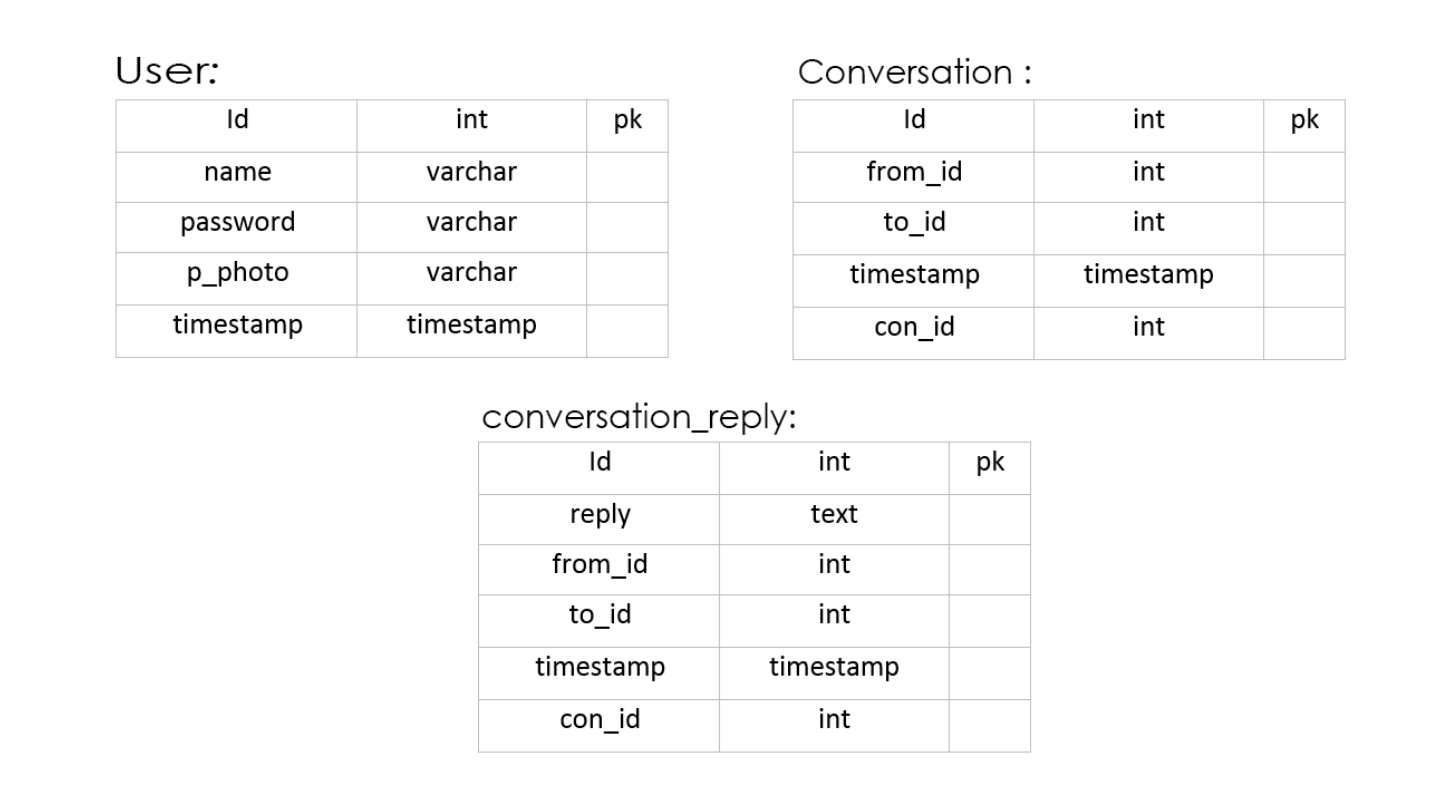 User:
Id int pk
name varchar
password varchar
p_photo varchar
timestamp timestamp
Conversation :
Id int pk
from_id int
to_id int
timestamp timestamp
con_id int
conversation_reply:
Id int pk
reply text
from_id int
to_id int
timestamp timestamp
con_id int